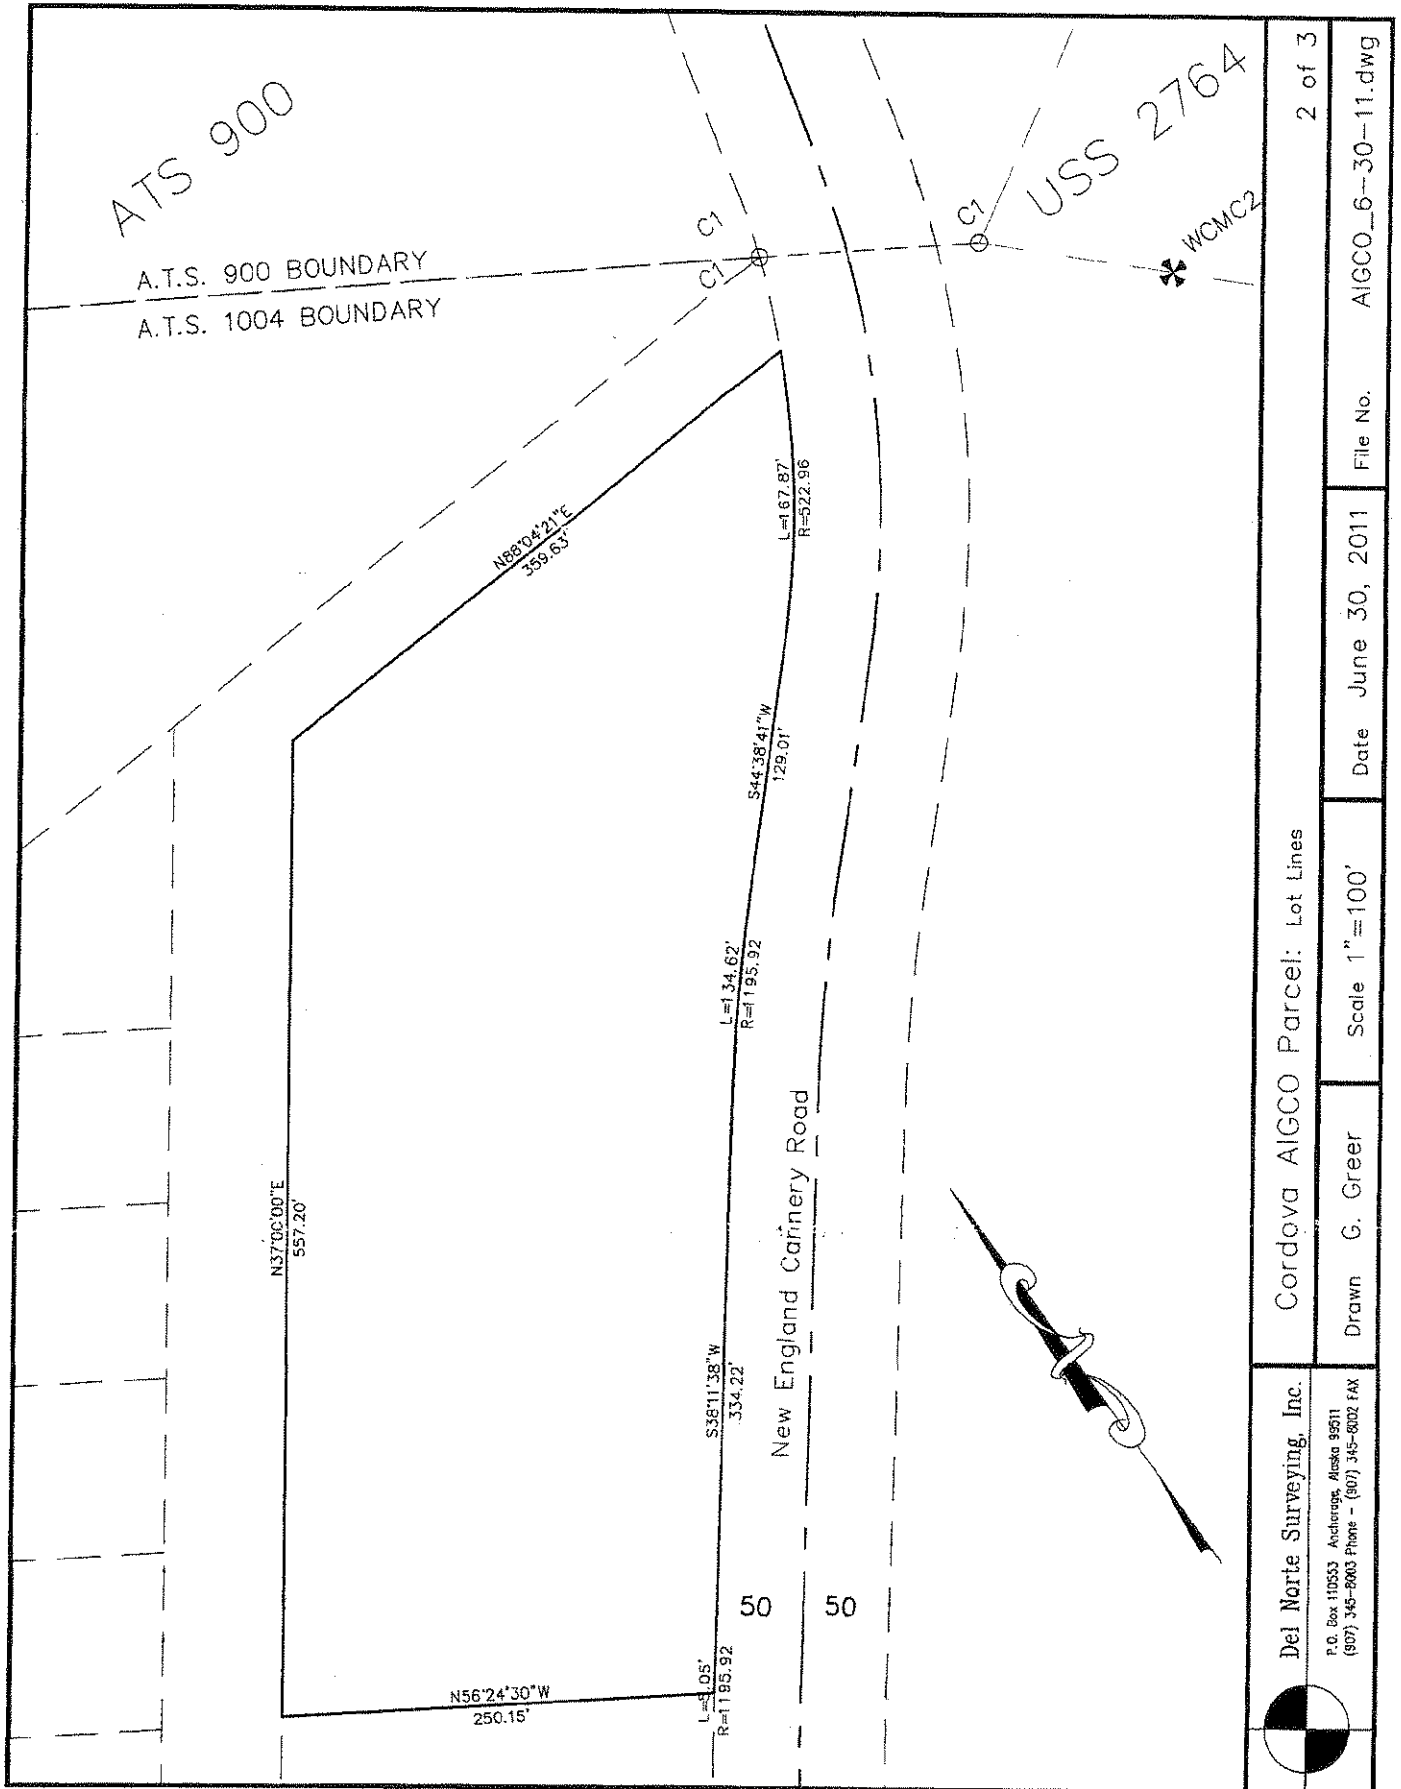 ATS 900
A.T.S. 900 BOUNDARY
A.T.S. 1004 BOUNDARY
C1
C1
C1
USS 2764
WCMC2
N88°04'21"E
359.63'
L=167.87'
R=522.96
S44°38'41"W
129.01'
L=134.62'
R=1195.92
N37°00'00"E
557.20'
S38°11'38"W
334.22'
New England Cannery Road
50
50
L=5.05'
R=1195.92
N56°24'30"W
250.15'
Cordova AIGCO Parcel: Lot Lines
2 of 3
Drawn G. Greer
Scale 1"=100'
Date June 30, 2011
File No. AIGCO_6-30-11.dwg
Del Norte Surveying, Inc.
P.O. Box 110553 Anchorage, Alaska 99511
(907) 345-8003 Phone - (907) 345-8002 FAX